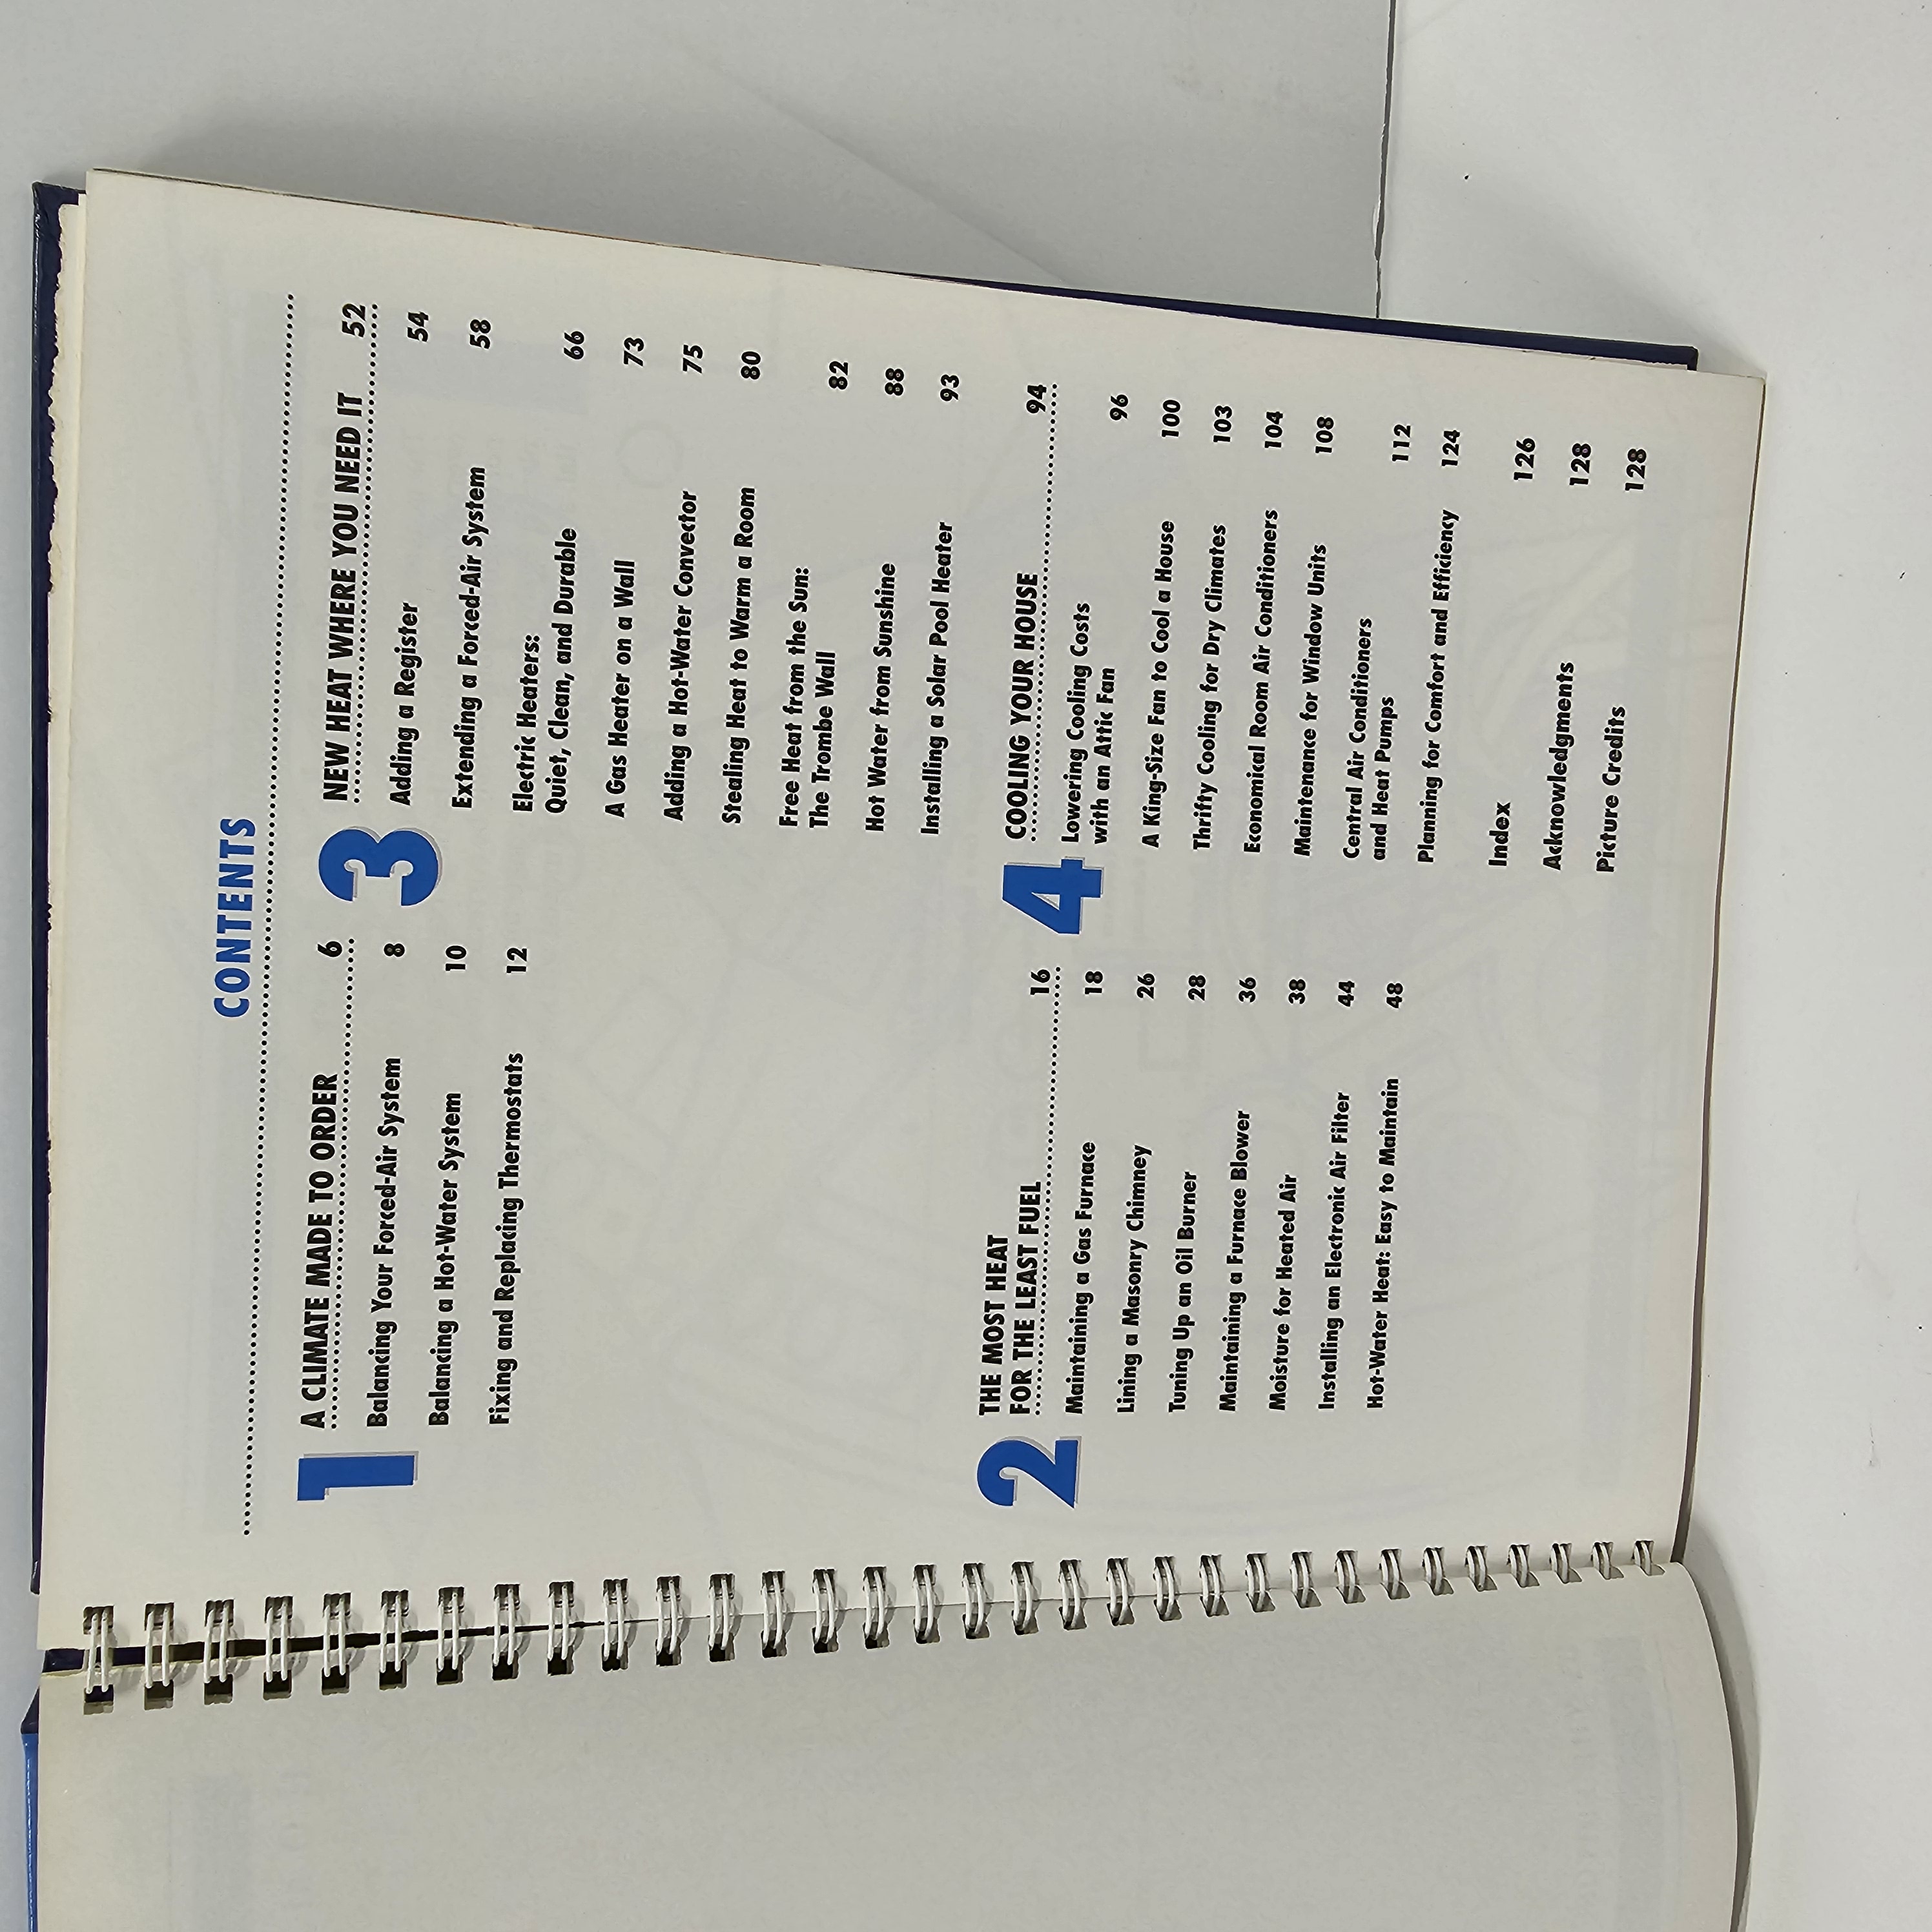 CONTENTS
1
A CLIMATE MADE TO ORDER 6
Balancing Your Forced-Air System 8
Balancing a Hot-Water System 10
Fixing and Replacing Thermostats 12
2
THE MOST HEAT
FOR THE LEAST FUEL 16
Maintaining a Gas Furnace 18
Lining a Masonry Chimney 26
Tuning Up an Oil Burner 28
Maintaining a Furnace Blower 36
Moisture for Heated Air 38
Installing an Electronic Air Filter 44
Hot-Water Heat: Easy to Maintain 48
3
NEW HEAT WHERE YOU NEED IT 52
Adding a Register 54
Extending a Forced-Air System 58
Electric Heaters:
Quiet, Clean, and Durable 66
A Gas Heater on a Wall 73
Adding a Hot-Water Convector 75
Stealing Heat to Warm a Room 80
Free Heat from the Sun:
The Trombe Wall 82
Hot Water from Sunshine 88
Installing a Solar Pool Heater 93
4
COOLING YOUR HOUSE 94
Lowering Cooling Costs
with an Attic Fan 96
A King-Size Fan to Cool a House 100
Thrifty Cooling for Dry Climates 103
Economical Room Air Conditioners 104
Maintenance for Window Units 108
Central Air Conditioners
and Heat Pumps 112
Planning for Comfort and Efficiency 124
Index 126
Acknowledgments 128
Picture Credits 128